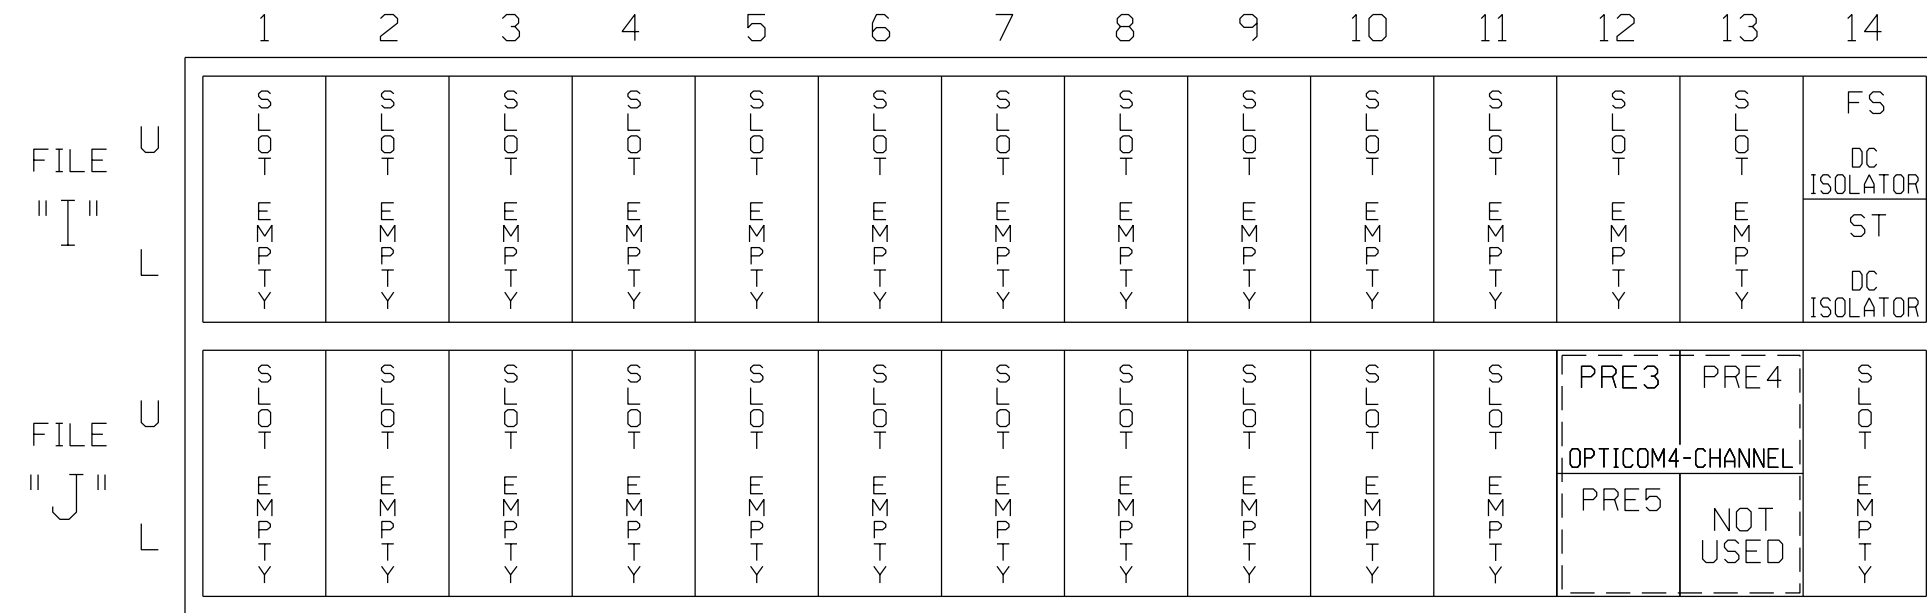 1 2 3 4 5 6 7 8 9 10 11 12 13 14
FILE
"I"
U
L
SLOT EMPTY
SLOT EMPTY
SLOT EMPTY
SLOT EMPTY
SLOT EMPTY
SLOT EMPTY
SLOT EMPTY
SLOT EMPTY
SLOT EMPTY
SLOT EMPTY
SLOT EMPTY
SLOT EMPTY
SLOT EMPTY
FS
DC
ISOLATOR
ST
DC
ISOLATOR
FILE
"J"
U
L
SLOT EMPTY
SLOT EMPTY
SLOT EMPTY
SLOT EMPTY
SLOT EMPTY
SLOT EMPTY
SLOT EMPTY
SLOT EMPTY
SLOT EMPTY
SLOT EMPTY
SLOT EMPTY
PRE3 PRE4
OPTICOM4-CHANNEL
PRE5
NOT
USED
SLOT EMPTY